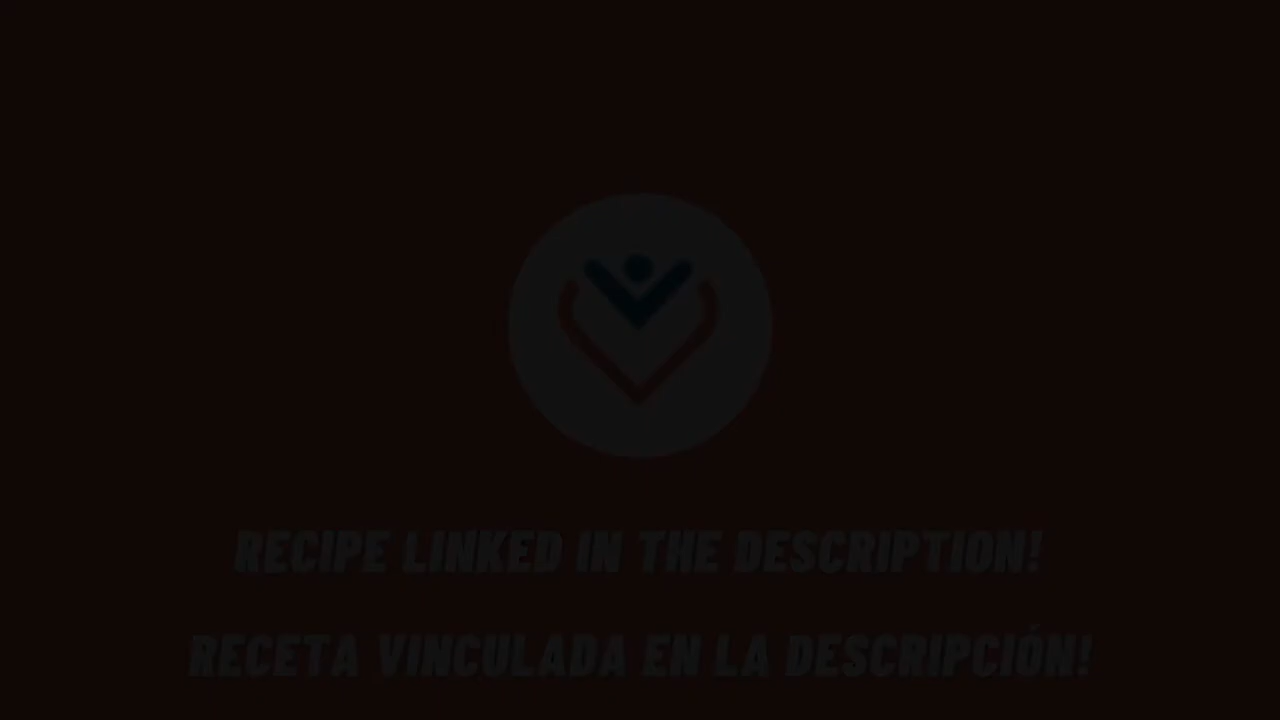 RECIPE LINKED IN THE DESCRIPTION!
RECETA VINCULADA EN LA DESCRIPCIÓN!